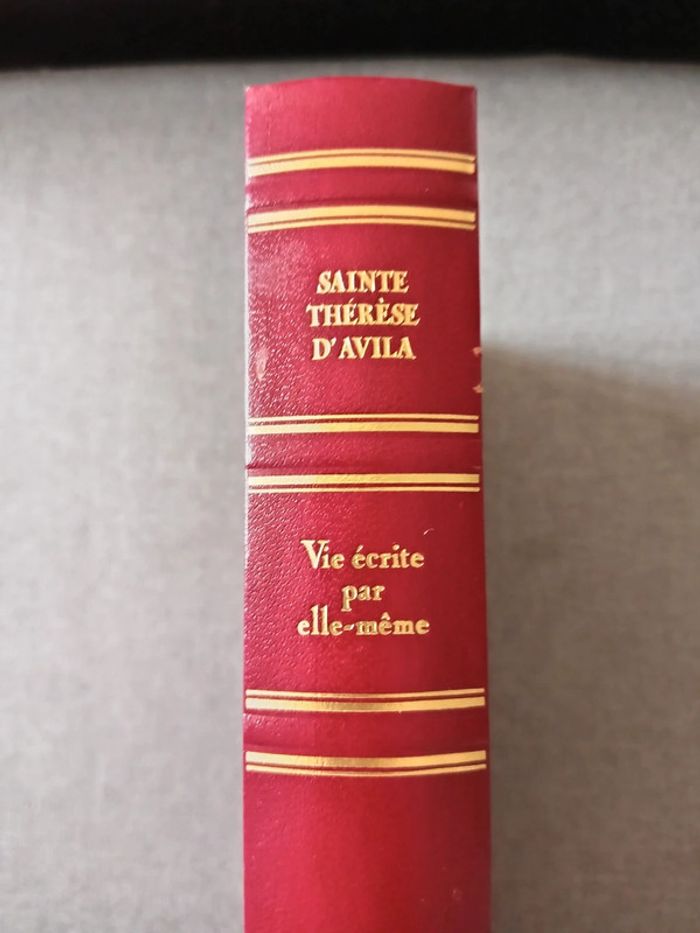 SAINTE
THÉRÈSE
D'AVILA
Vie écrite
par
elle-même